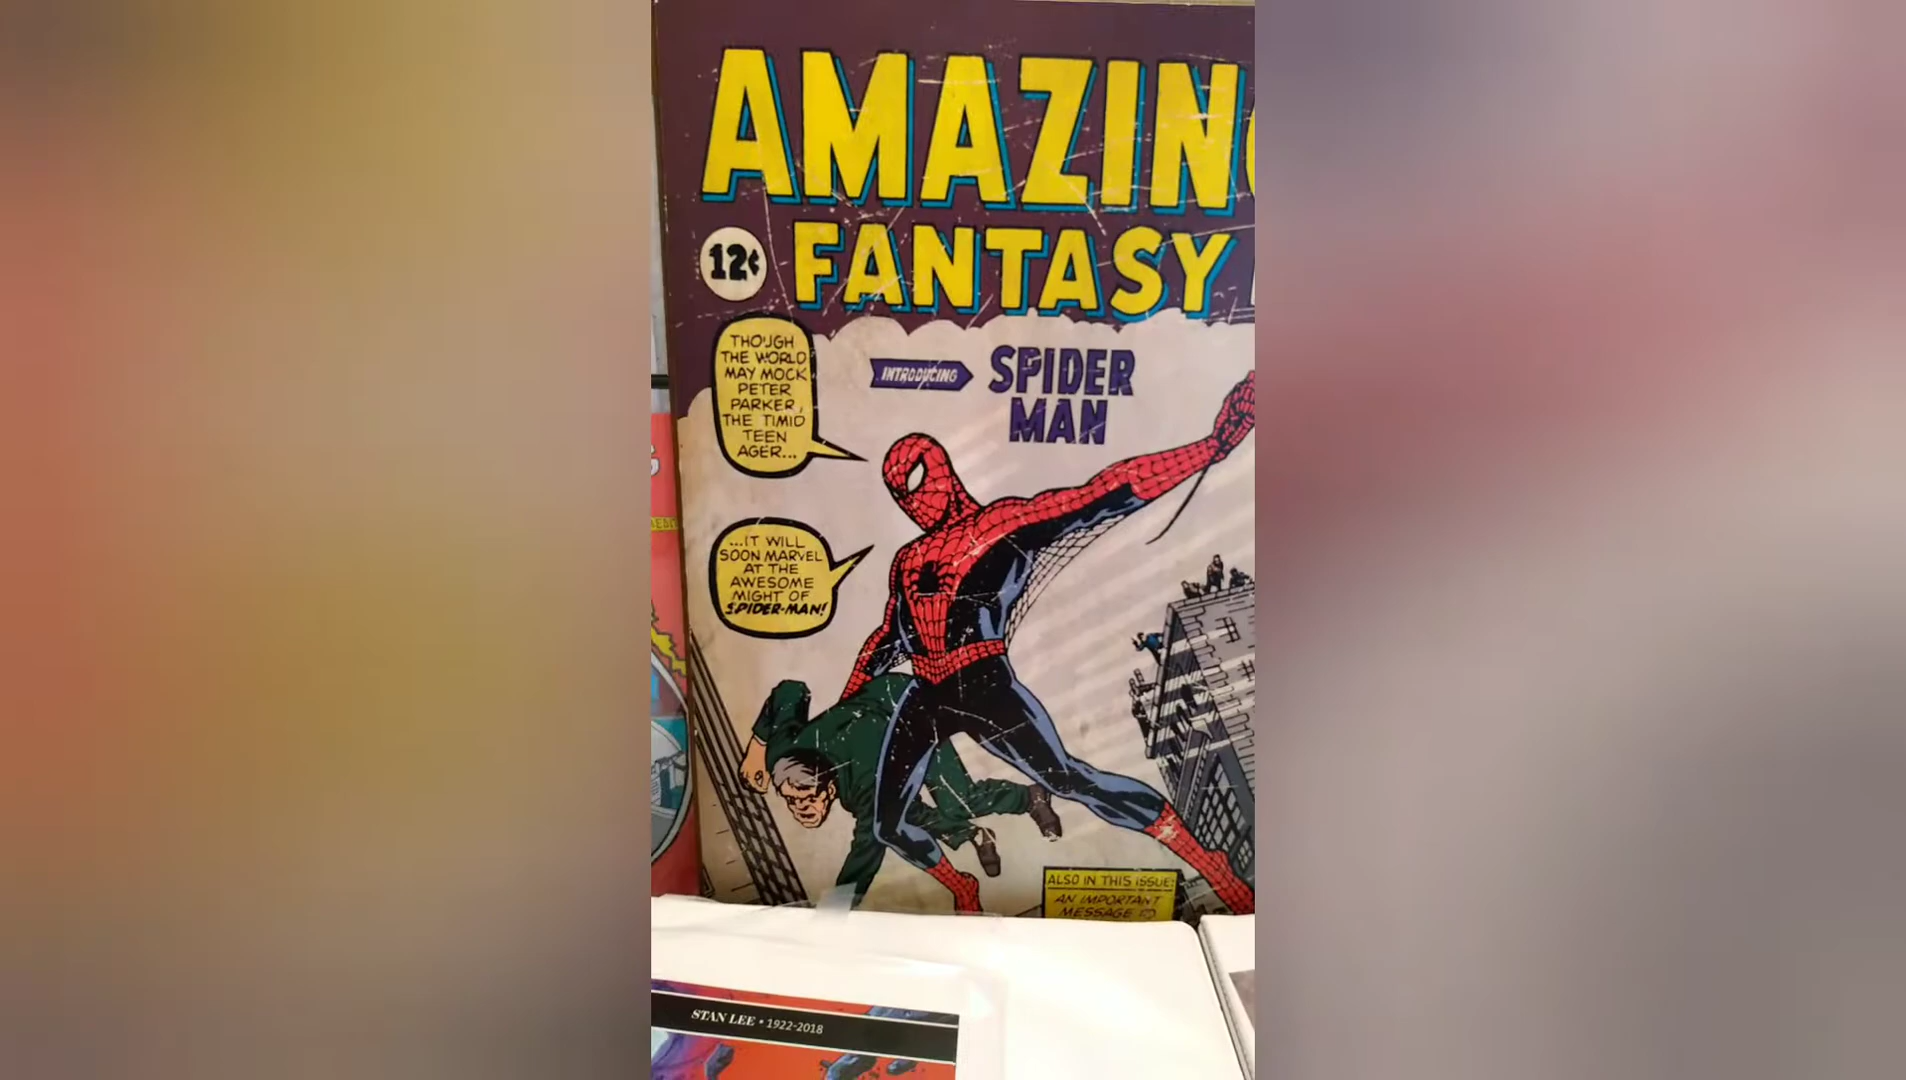 AMAZING
FANTASY
12¢
THOUGH
THE WORLD
MAY MOCK
PETER
PARKER,
THE TIMID
TEEN
AGER...
INTRODUCING
SPIDER
MAN
...IT WILL
SOON MARVEL
AT THE
AWESOME
MIGHT OF
SPIDER-MAN!
ALSO IN THIS ISSUE:
AN IMPORTANT
MESSAGE TO
STAN LEE • 1922-2018